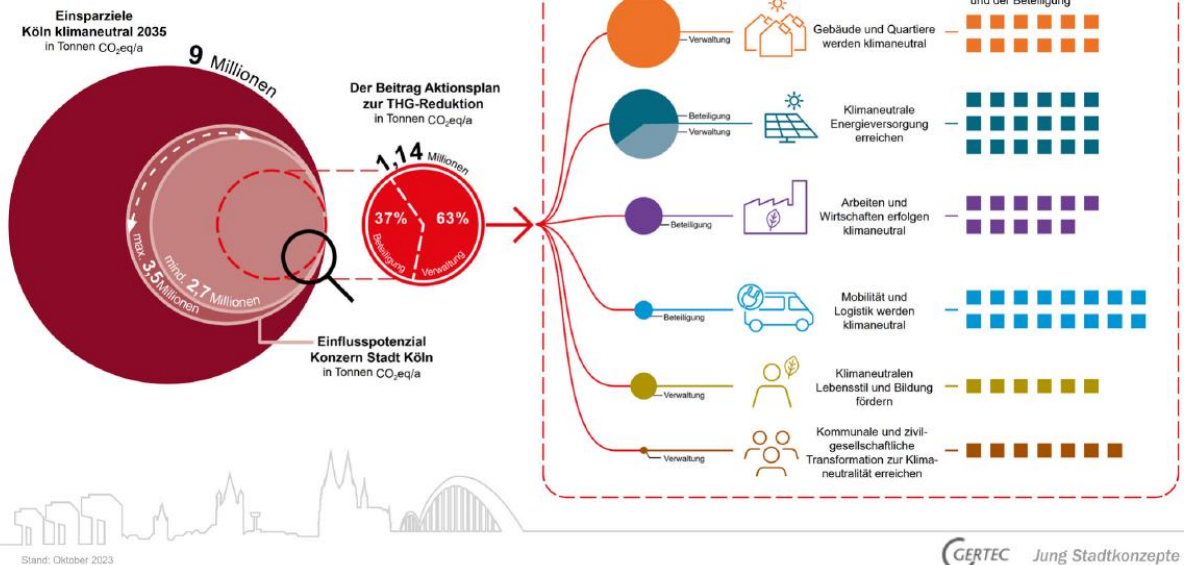 Einsparziele
Köln klimaneutral 2035
in Tonnen CO₂eq/a
9 Millionen
max. 3,5 Millionen
mind. 2,7 Millionen
Einflusspotenzial
Konzern Stadt Köln
in Tonnen CO₂eq/a
Der Beitrag Aktionsplan
zur THG-Reduktion
in Tonnen CO₂eq/a
1,14 Millionen
37%
63%
Beteiligung
Verwaltung
und der Beteiligung
Verwaltung
Gebäude und Quartiere
werden klimaneutral
Beteiligung
Verwaltung
Klimaneutrale
Energieversorgung
erreichen
Beteiligung
Arbeiten und
Wirtschaften erfolgen
klimaneutral
Beteiligung
Mobilität und
Logistik werden
klimaneutral
Verwaltung
Klimaneutralen
Lebensstil und Bildung
fördern
Verwaltung
Kommunale und zivil-
gesellschaftliche
Transformation zur Klima-
neutralität erreichen
Stand: Oktober 2023
GERTEC Jung Stadtkonzepte